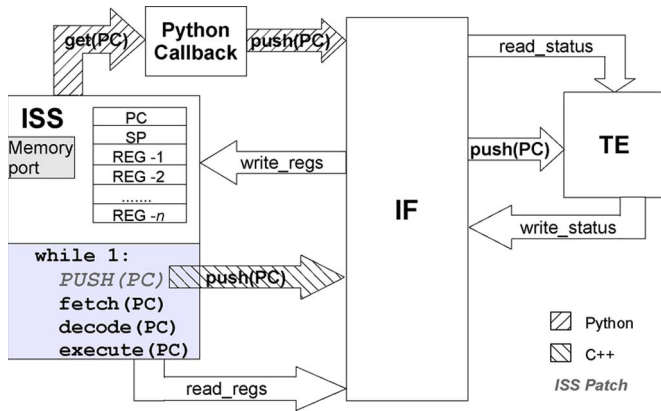 get(PC)
Python
Callback
push(PC)
read_status
ISS
Memory
port
PC
SP
REG -1
REG -2
.......
REG -n
write_regs
IF
push(PC)
TE
write_status
while 1:
PUSH(PC)
fetch(PC)
decode(PC)
execute(PC)
push(PC)
read_regs
Python
C++
ISS Patch